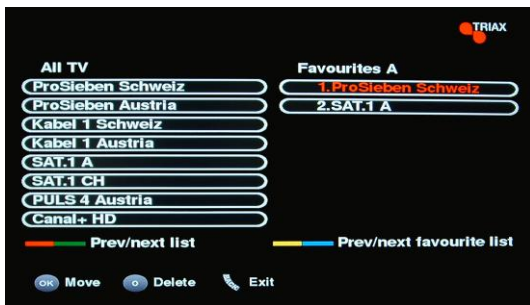 TRIAX
All TV
ProSieben Schweiz
ProSieben Austria
Kabel 1 Schweiz
Kabel 1 Austria
SAT.1 A
SAT.1 CH
PULS 4 Austria
Canal+ HD
Favourites A
1.ProSieben Schweiz
2.SAT.1 A
Prev/next list
Prev/next favourite list
OK Move 0 Delete Exit